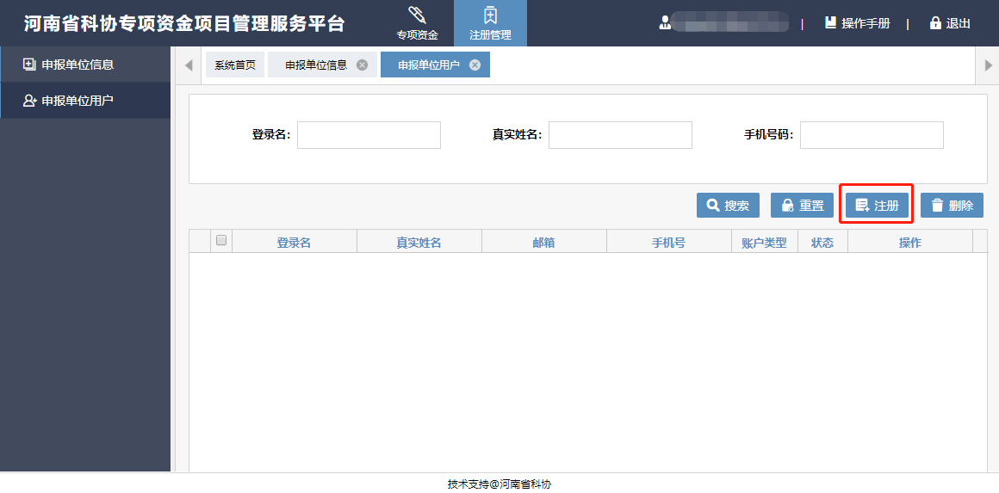 河南省科协专项资金项目管理服务平台
专项资金
注册管理
| 操作手册 | 退出
申报单位信息
申报单位用户
系统首页 申报单位信息 申报单位用户
登录名: 真实姓名: 手机号码:
搜索 重置 注册 删除
登录名 真实姓名 邮箱 手机号 账户类型 状态 操作
技术支持@河南省科协